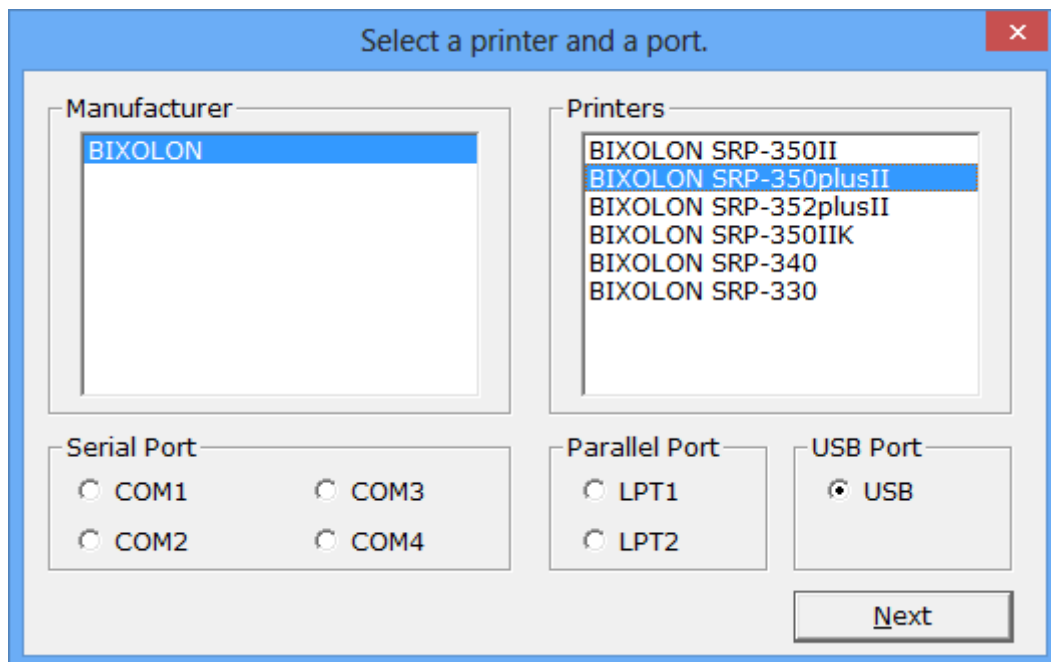 Select a printer and a port.
Manufacturer
BIXOLON
Printers
BIXOLON SRP-350II
BIXOLON SRP-350plusII
BIXOLON SRP-352plusII
BIXOLON SRP-350IIK
BIXOLON SRP-340
BIXOLON SRP-330
Serial Port
COM1
COM3
COM2
COM4
Parallel Port
LPT1
LPT2
USB Port
USB
Next